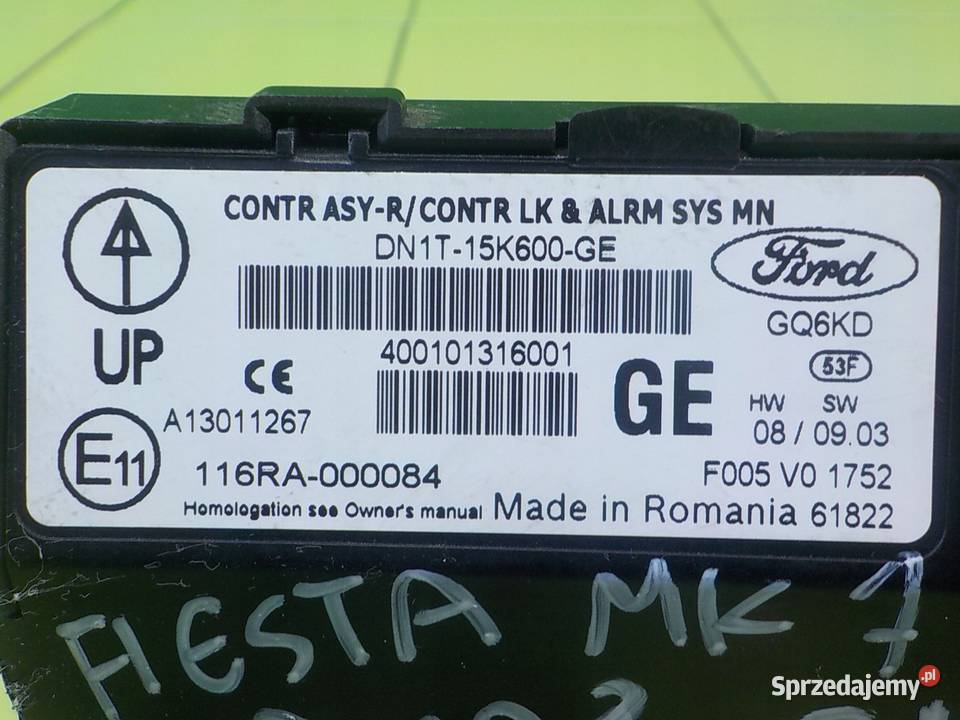 CONTR ASY-R/CONTR LK & ALRM SYS MN
DN1T-15K600-GE
Ford
GQ6KD
UP
400101316001
53F
CE
GE
HW SW
A13011267
08 / 09.03
E11
116RA-000084
F005 V0 1752
Homologation see Owner's manual Made in Romania 61822
FIESTA MK 7
Sprzedajemy.pl